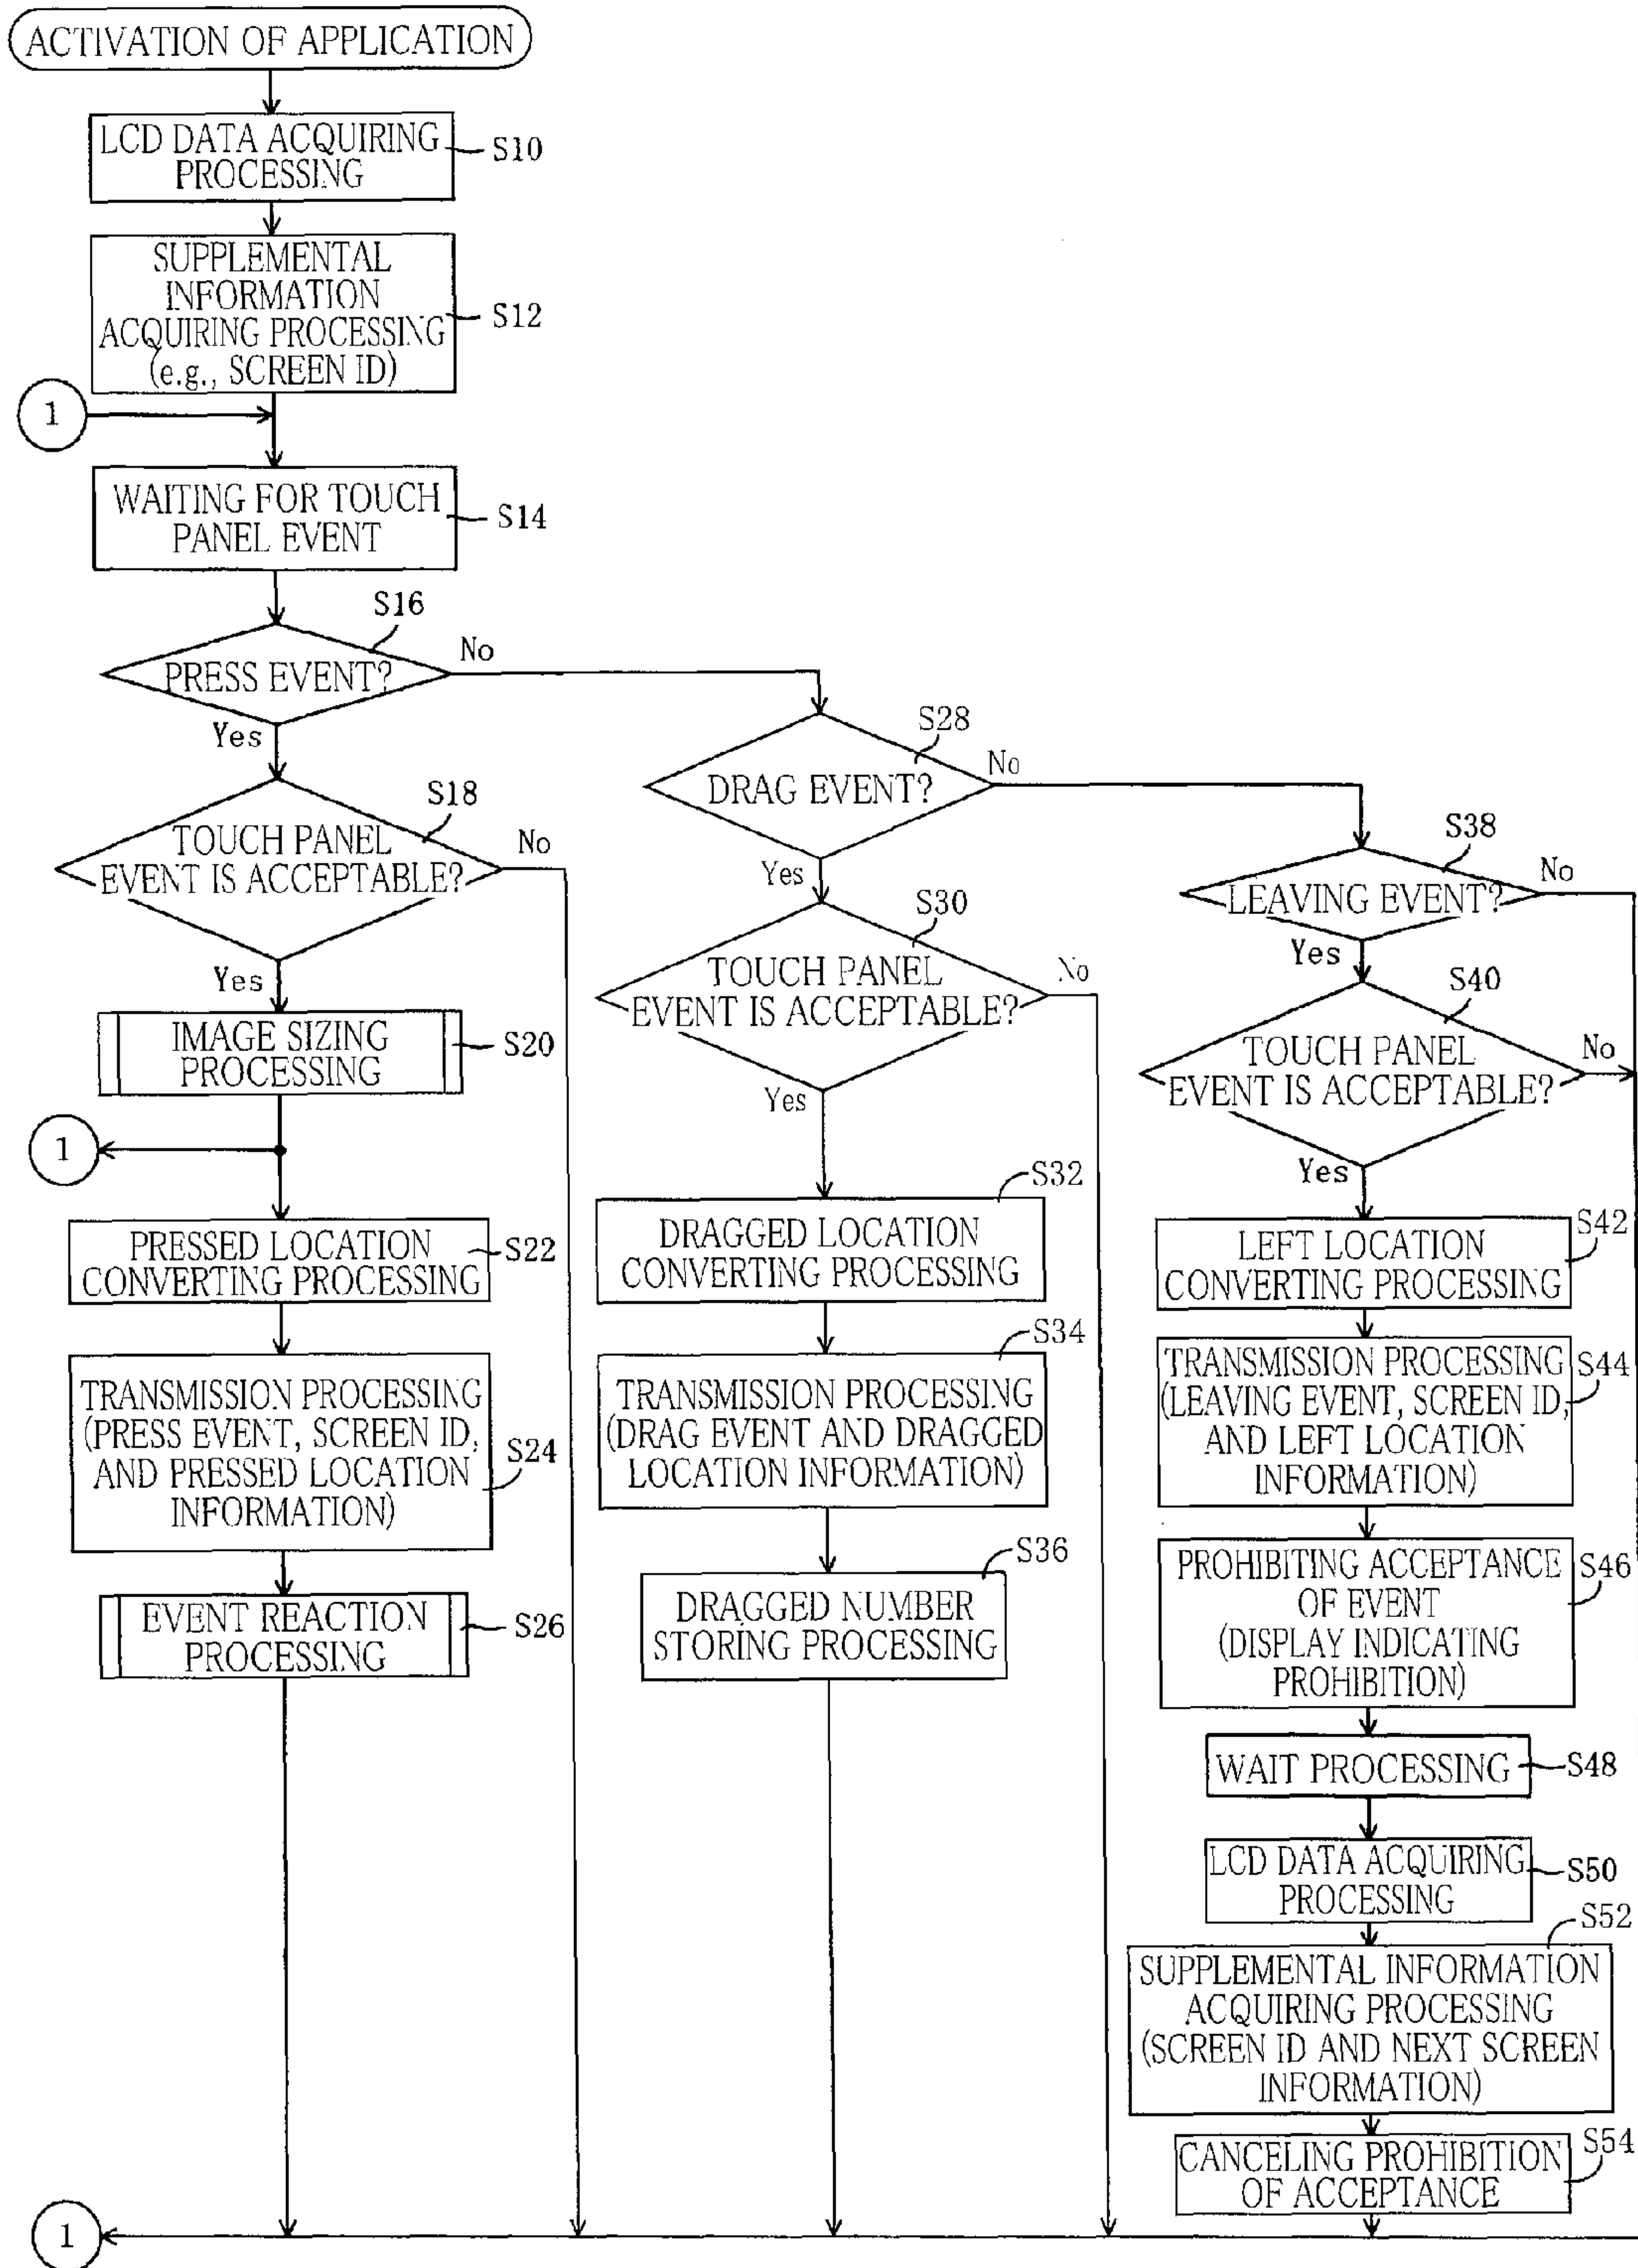 ACTIVATION OF APPLICATION
LCD DATA ACQUIRING
PROCESSING
S10
SUPPLEMENTAL
INFORMATION
ACQUIRING PROCESSING
(e.g., SCREEN ID)
S12
1
WAITING FOR TOUCH
PANEL EVENT
S14
S16
PRESS EVENT?
No
Yes
S18
TOUCH PANEL
EVENT IS ACCEPTABLE?
No
Yes
IMAGE SIZING
PROCESSING
S20
1
PRESSED LOCATION
CONVERTING PROCESSING
S22
TRANSMISSION PROCESSING
(PRESS EVENT, SCREEN ID,
AND PRESSED LOCATION
INFORMATION)
S24
EVENT REACTION
PROCESSING
S26
S28
DRAG EVENT?
No
Yes
S30
TOUCH PANEL
EVENT IS ACCEPTABLE?
No
Yes
S32
DRAGGED LOCATION
CONVERTING PROCESSING
S34
TRANSMISSION PROCESSING
(DRAG EVENT AND DRAGGED
LOCATION INFORMATION)
S36
DRAGGED NUMBER
STORING PROCESSING
S38
LEAVING EVENT?
No
Yes
S40
TOUCH PANEL
EVENT IS ACCEPTABLE?
No
Yes
S42
LEFT LOCATION
CONVERTING PROCESSING
TRANSMISSION PROCESSING
(LEAVING EVENT, SCREEN ID,
AND LEFT LOCATION
INFORMATION)
S44
PROHIBITING ACCEPTANCE
OF EVENT
(DISPLAY INDICATING
PROHIBITION)
S46
WAIT PROCESSING
S48
LCD DATA ACQUIRING
PROCESSING
S50
S52
SUPPLEMENTAL INFORMATION
ACQUIRING PROCESSING
(SCREEN ID AND NEXT SCREEN
INFORMATION)
S54
CANCELING PROHIBITION
OF ACCEPTANCE
1